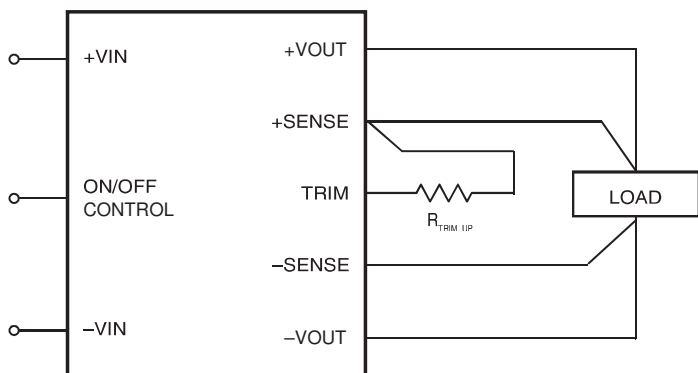 +VIN
+VOUT
+SENSE
ON/OFF
CONTROL
TRIM
R TRIM UP
LOAD
–SENSE
–VIN
–VOUT